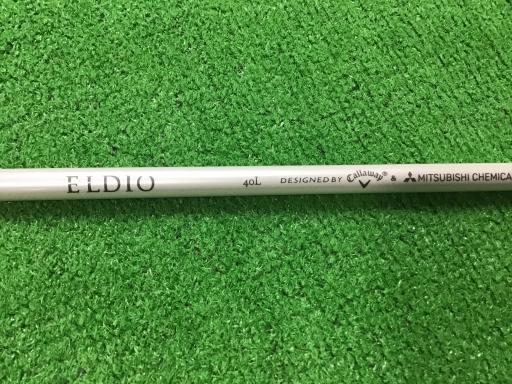 ELDIO 40L DESIGNED BY Callaway® & MITSUBISHI CHEMICA